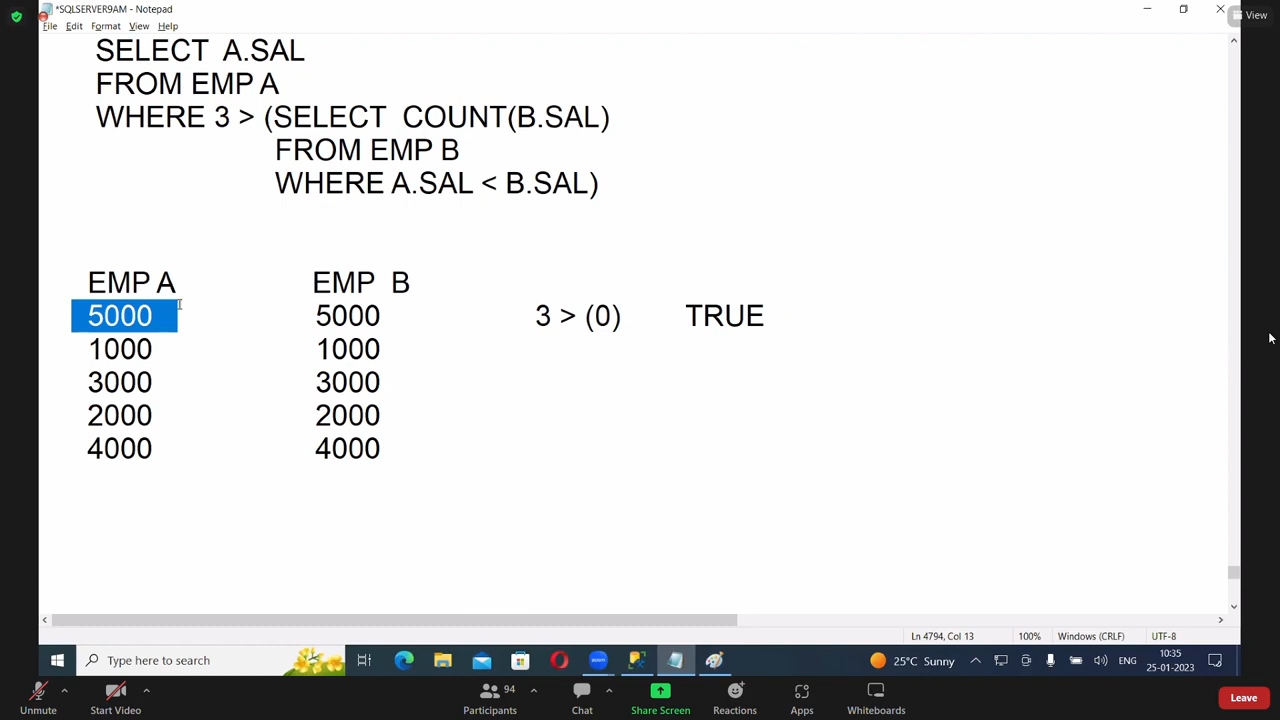 *SQLSERVER9AM - Notepad
View
File Edit Format View Help
SELECT A.SAL
FROM EMP A
WHERE 3 > (SELECT COUNT(B.SAL)
FROM EMP B
WHERE A.SAL < B.SAL)
EMP A EMP B
5000 5000 3 > (0) TRUE
1000 1000
3000 3000
2000 2000
4000 4000
Ln 4794, Col 13 100% Windows (CRLF) UTF-8
Type here to search 25°C Sunny ENG 10:35
25-01-2023
94
Unmute Start Video Participants Chat Share Screen Reactions Apps Whiteboards Leave